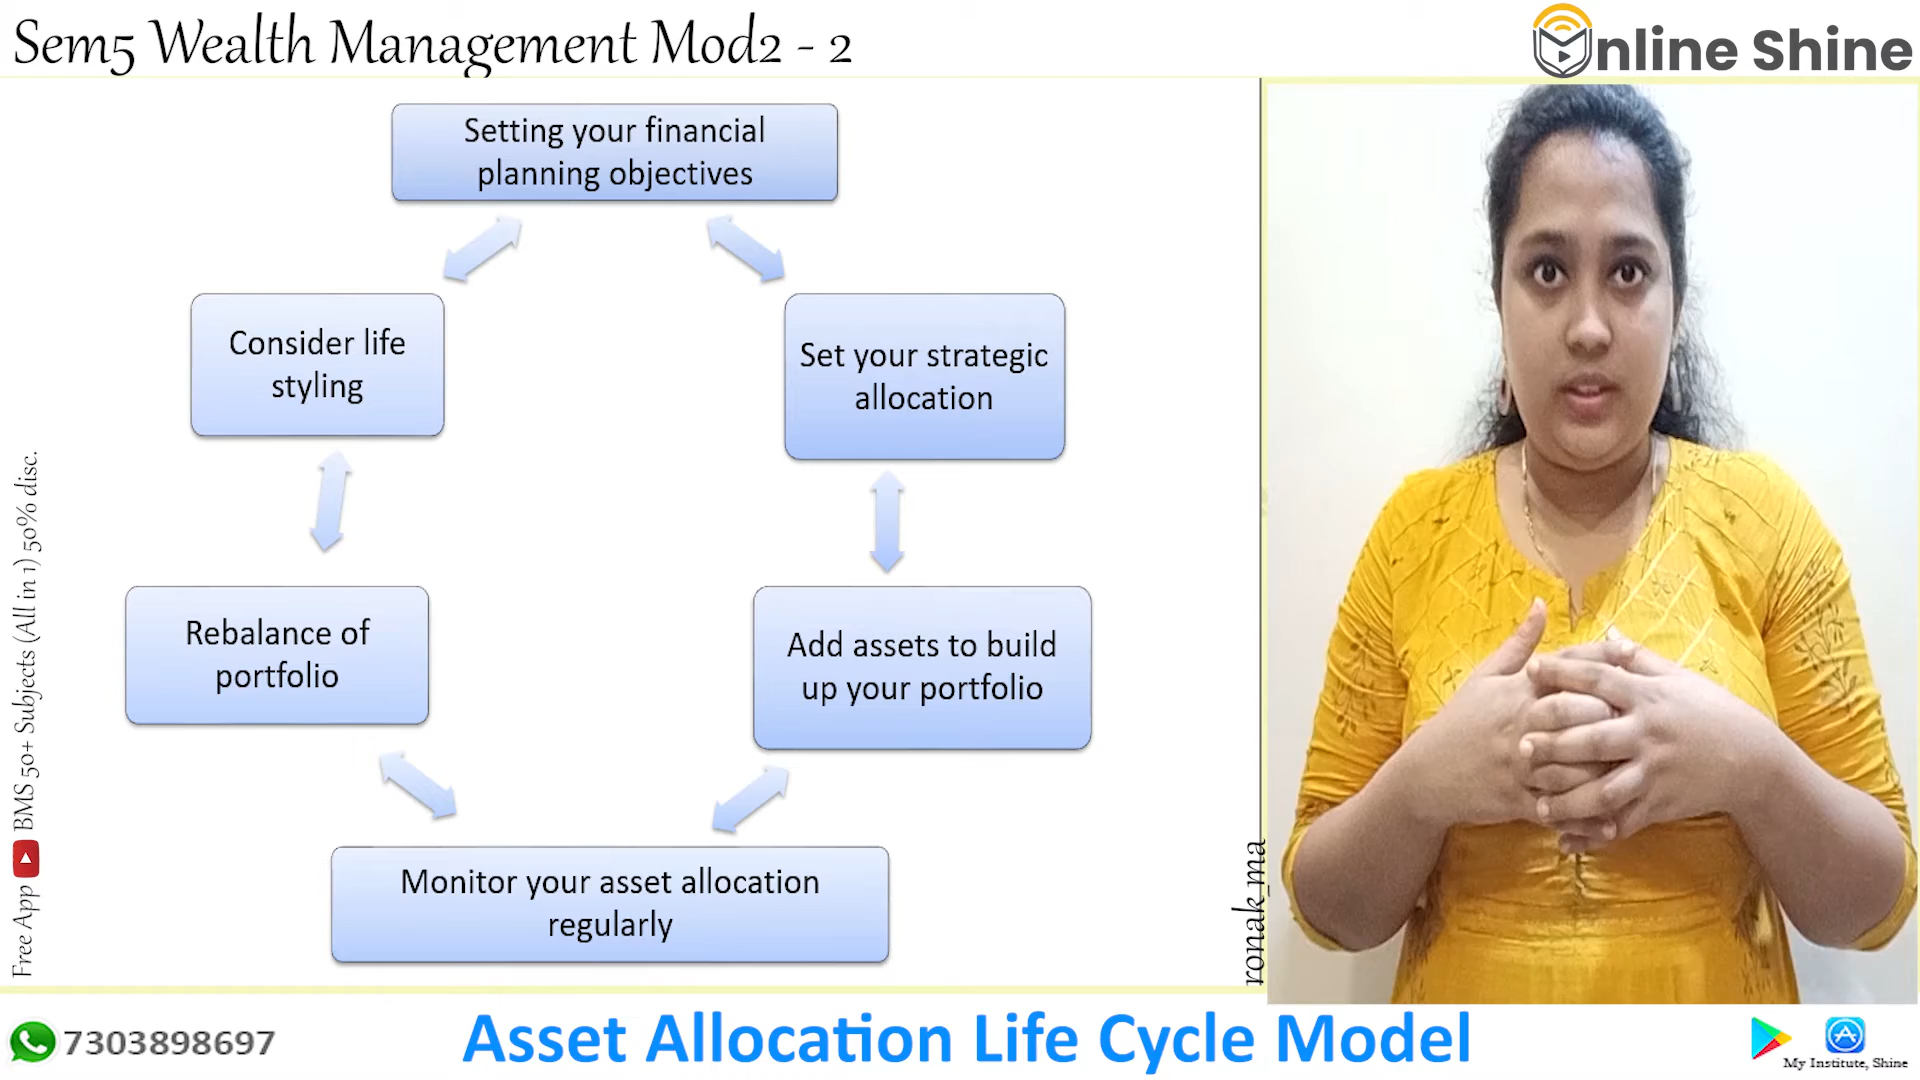 Sem5 Wealth Management Mod2 - 2
Online Shine
Setting your financial
planning objectives
Consider life
styling
Set your strategic
allocation
Rebalance of
portfolio
Add assets to build
up your portfolio
Monitor your asset allocation
regularly
Free App BMS 50+ Subjects (All in 1) 50% disc.
ronak_ma
7303898697
Asset Allocation Life Cycle Model
My Institute, Shine